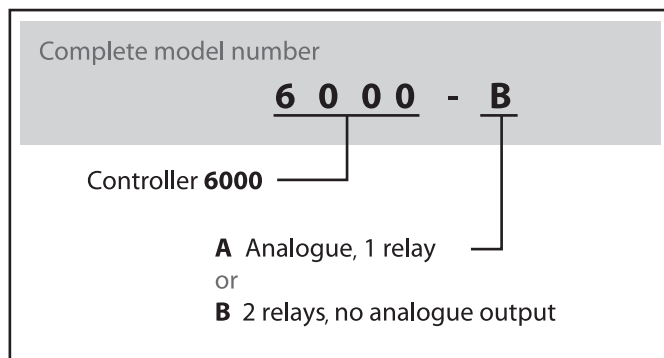 Complete model number
6 0 0 0 - B
Controller 6000
A Analogue, 1 relay
or
B 2 relays, no analogue output